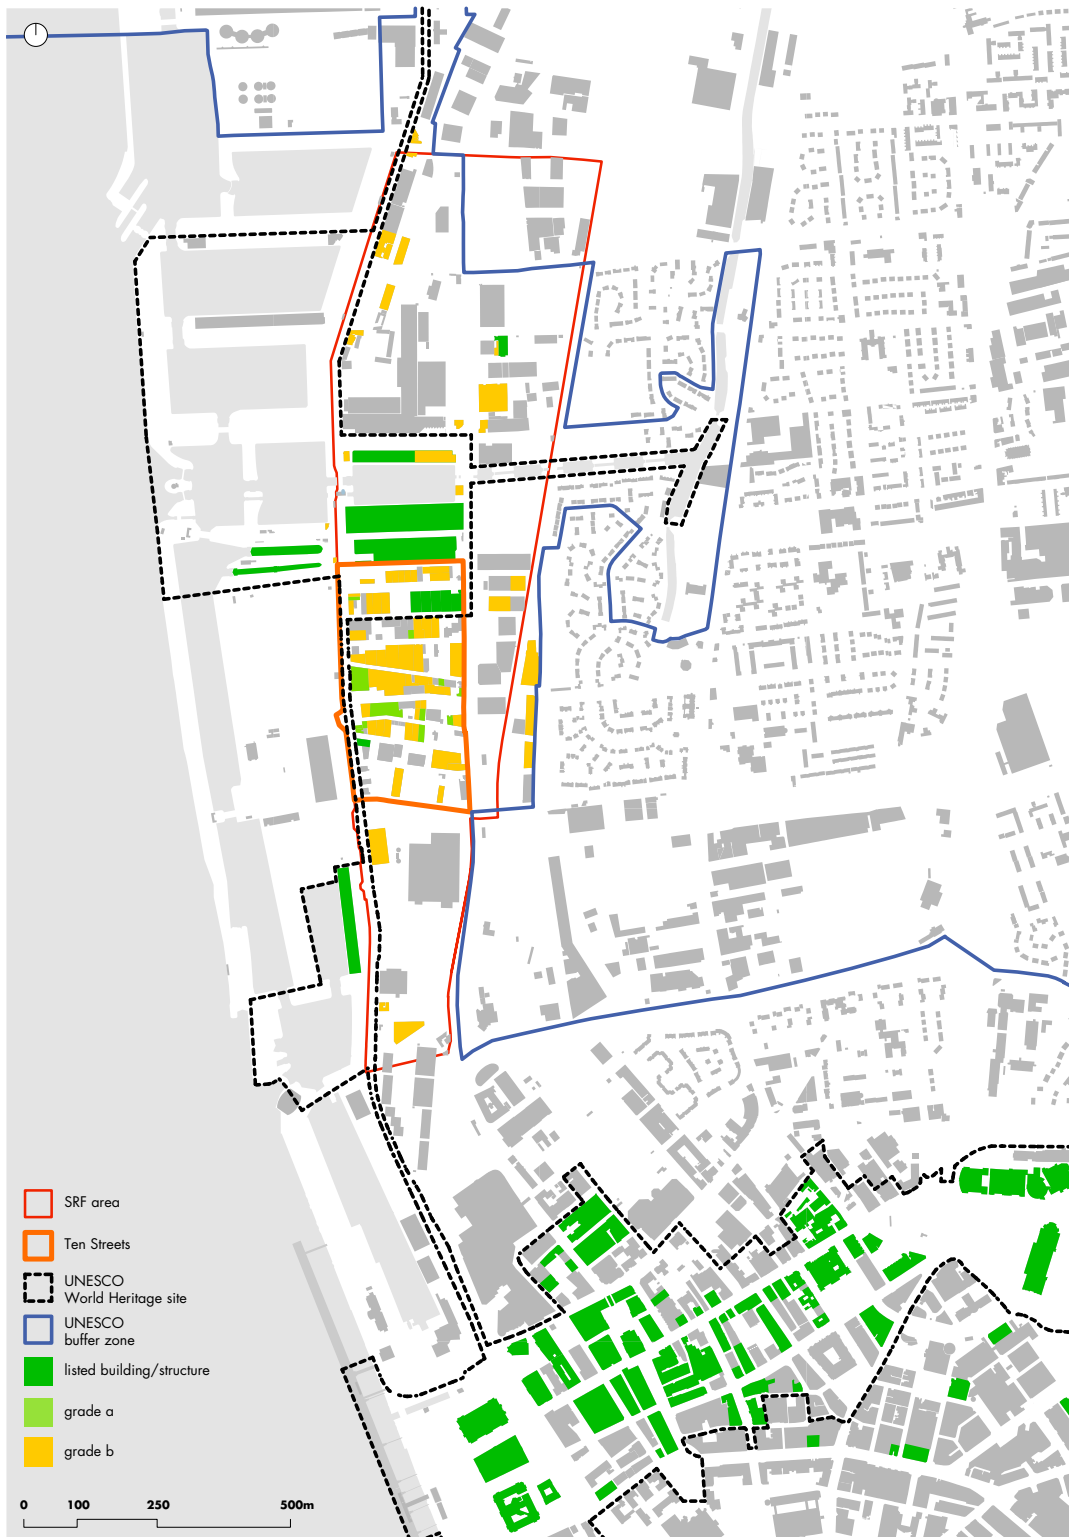 SRF area
Ten Streets
UNESCO
World Heritage site
UNESCO
buffer zone
listed building/structure
grade a
grade b
0 100 250 500m